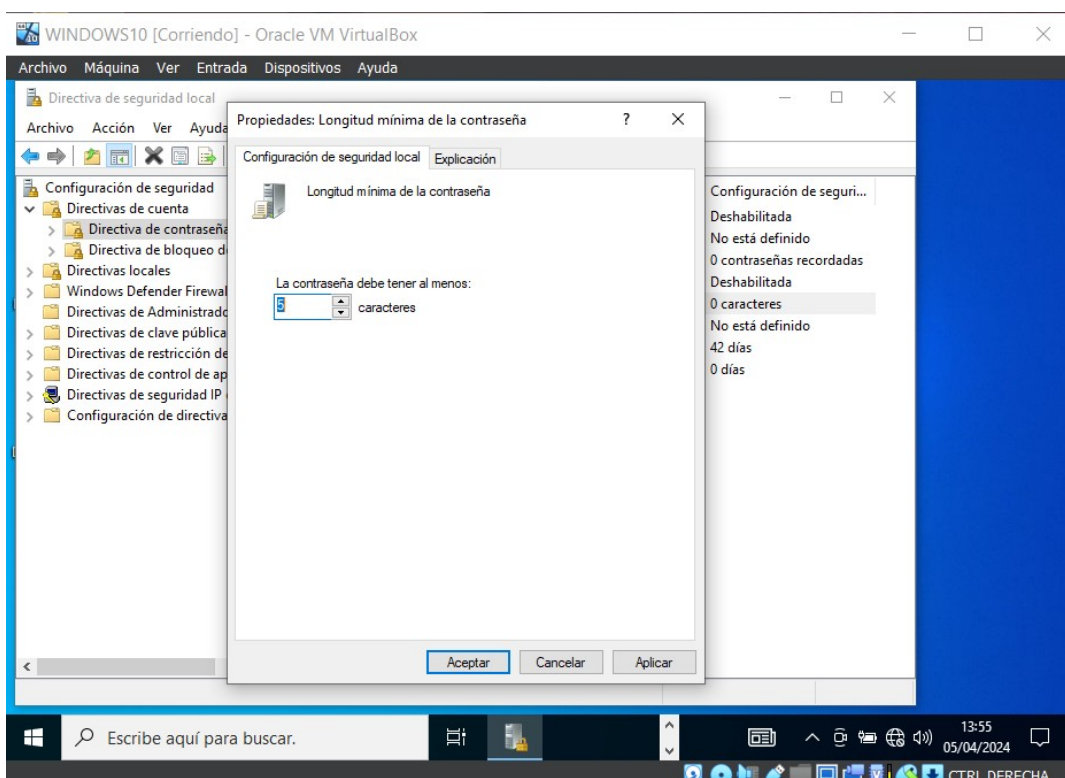 WINDOWS10 [Corriendo] - Oracle VM VirtualBox
Archivo Máquina Ver Entrada Dispositivos Ayuda
Directiva de seguridad local
Archivo Acción Ver Ayuda
Configuración de seguridad
Directivas de cuenta
Directiva de contraseña
Directiva de bloqueo d
Directivas locales
Windows Defender Firewal
Directivas de Administrado
Directivas de clave pública
Directivas de restricción de
Directivas de control de ap
Directivas de seguridad IP
Configuración de directiva
Propiedades: Longitud mínima de la contraseña ? X
Configuración de seguridad local Explicación
Longitud mínima de la contraseña
La contraseña debe tener al menos:
5 caracteres
Aceptar Cancelar Aplicar
Configuración de seguri...
Deshabilitada
No está definido
0 contraseñas recordadas
Deshabilitada
0 caracteres
No está definido
42 días
0 días
Escribe aquí para buscar.
13:55
05/04/2024
CTRL DERECHA